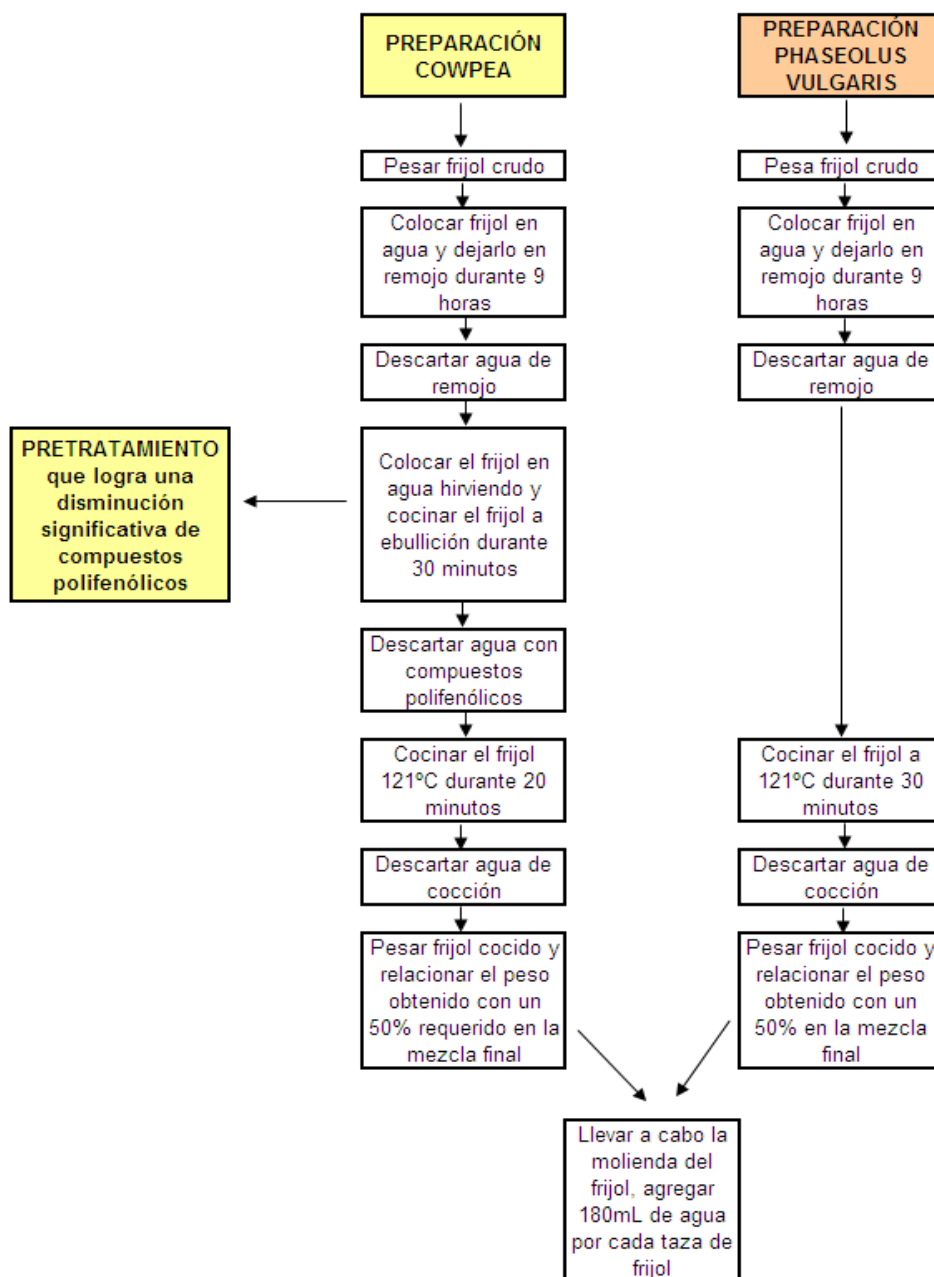 PREPARACIÓN
COWPEA
Pesar frijol crudo
Colocar frijol en
agua y dejarlo en
remojo durante 9
horas
Descartar agua de
remojo
Colocar el frijol en
agua hirviendo y
cocinar el frijol a
ebullición durante
30 minutos
PRETRATAMIENTO
que logra una
disminución
significativa de
compuestos
polifenólicos
Descartar agua con
compuestos
polifenólicos
Cocinar el frijol
121ºC durante 20
minutos
Descartar agua de
cocción
Pesar frijol cocido y
relacionar el peso
obtenido con un
50% requerido en la
mezcla final
PREPARACIÓN
PHASEOLUS
VULGARIS
Pesa frijol crudo
Colocar frijol en
agua y dejarlo en
remojo durante 9
horas
Descartar agua de
remojo
Cocinar el frijol a
121ºC durante 30
minutos
Descartar agua de
cocción
Pesar frijol cocido y
relacionar el peso
obtenido con un
50% en la mezcla
final
Llevar a cabo la
molienda del
frijol, agregar
180mL de agua
por cada taza de
frijol